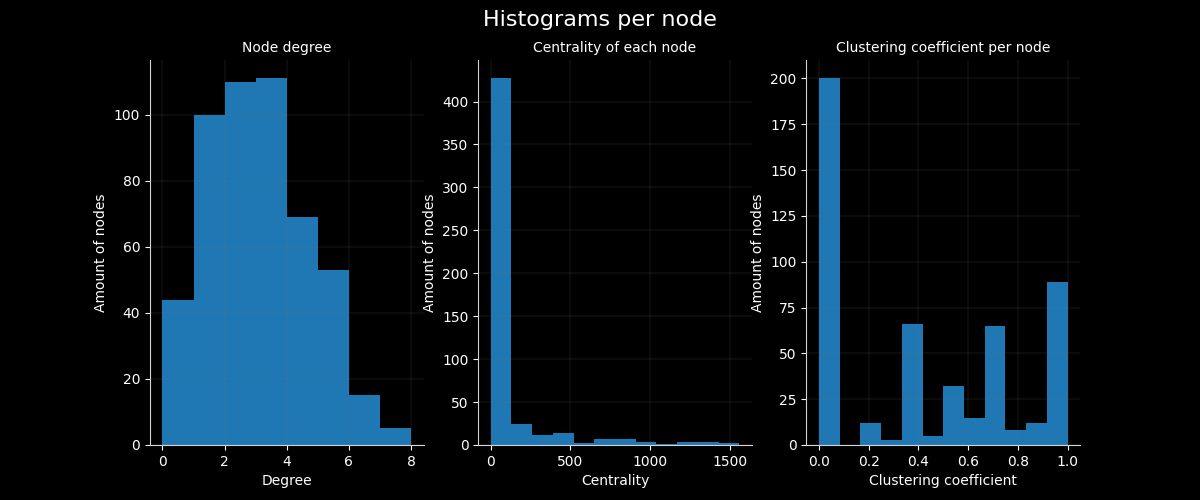 Histograms per node
Node degree
Amount of nodes
100
80
60
40
20
0
0 2 4 6 8
Degree
Centrality of each node
Amount of nodes
400
350
300
250
200
150
100
50
0
0 500 1000 1500
Centrality
Clustering coefficient per node
Amount of nodes
200
175
150
125
100
75
50
25
0
0.0 0.2 0.4 0.6 0.8 1.0
Clustering coefficient